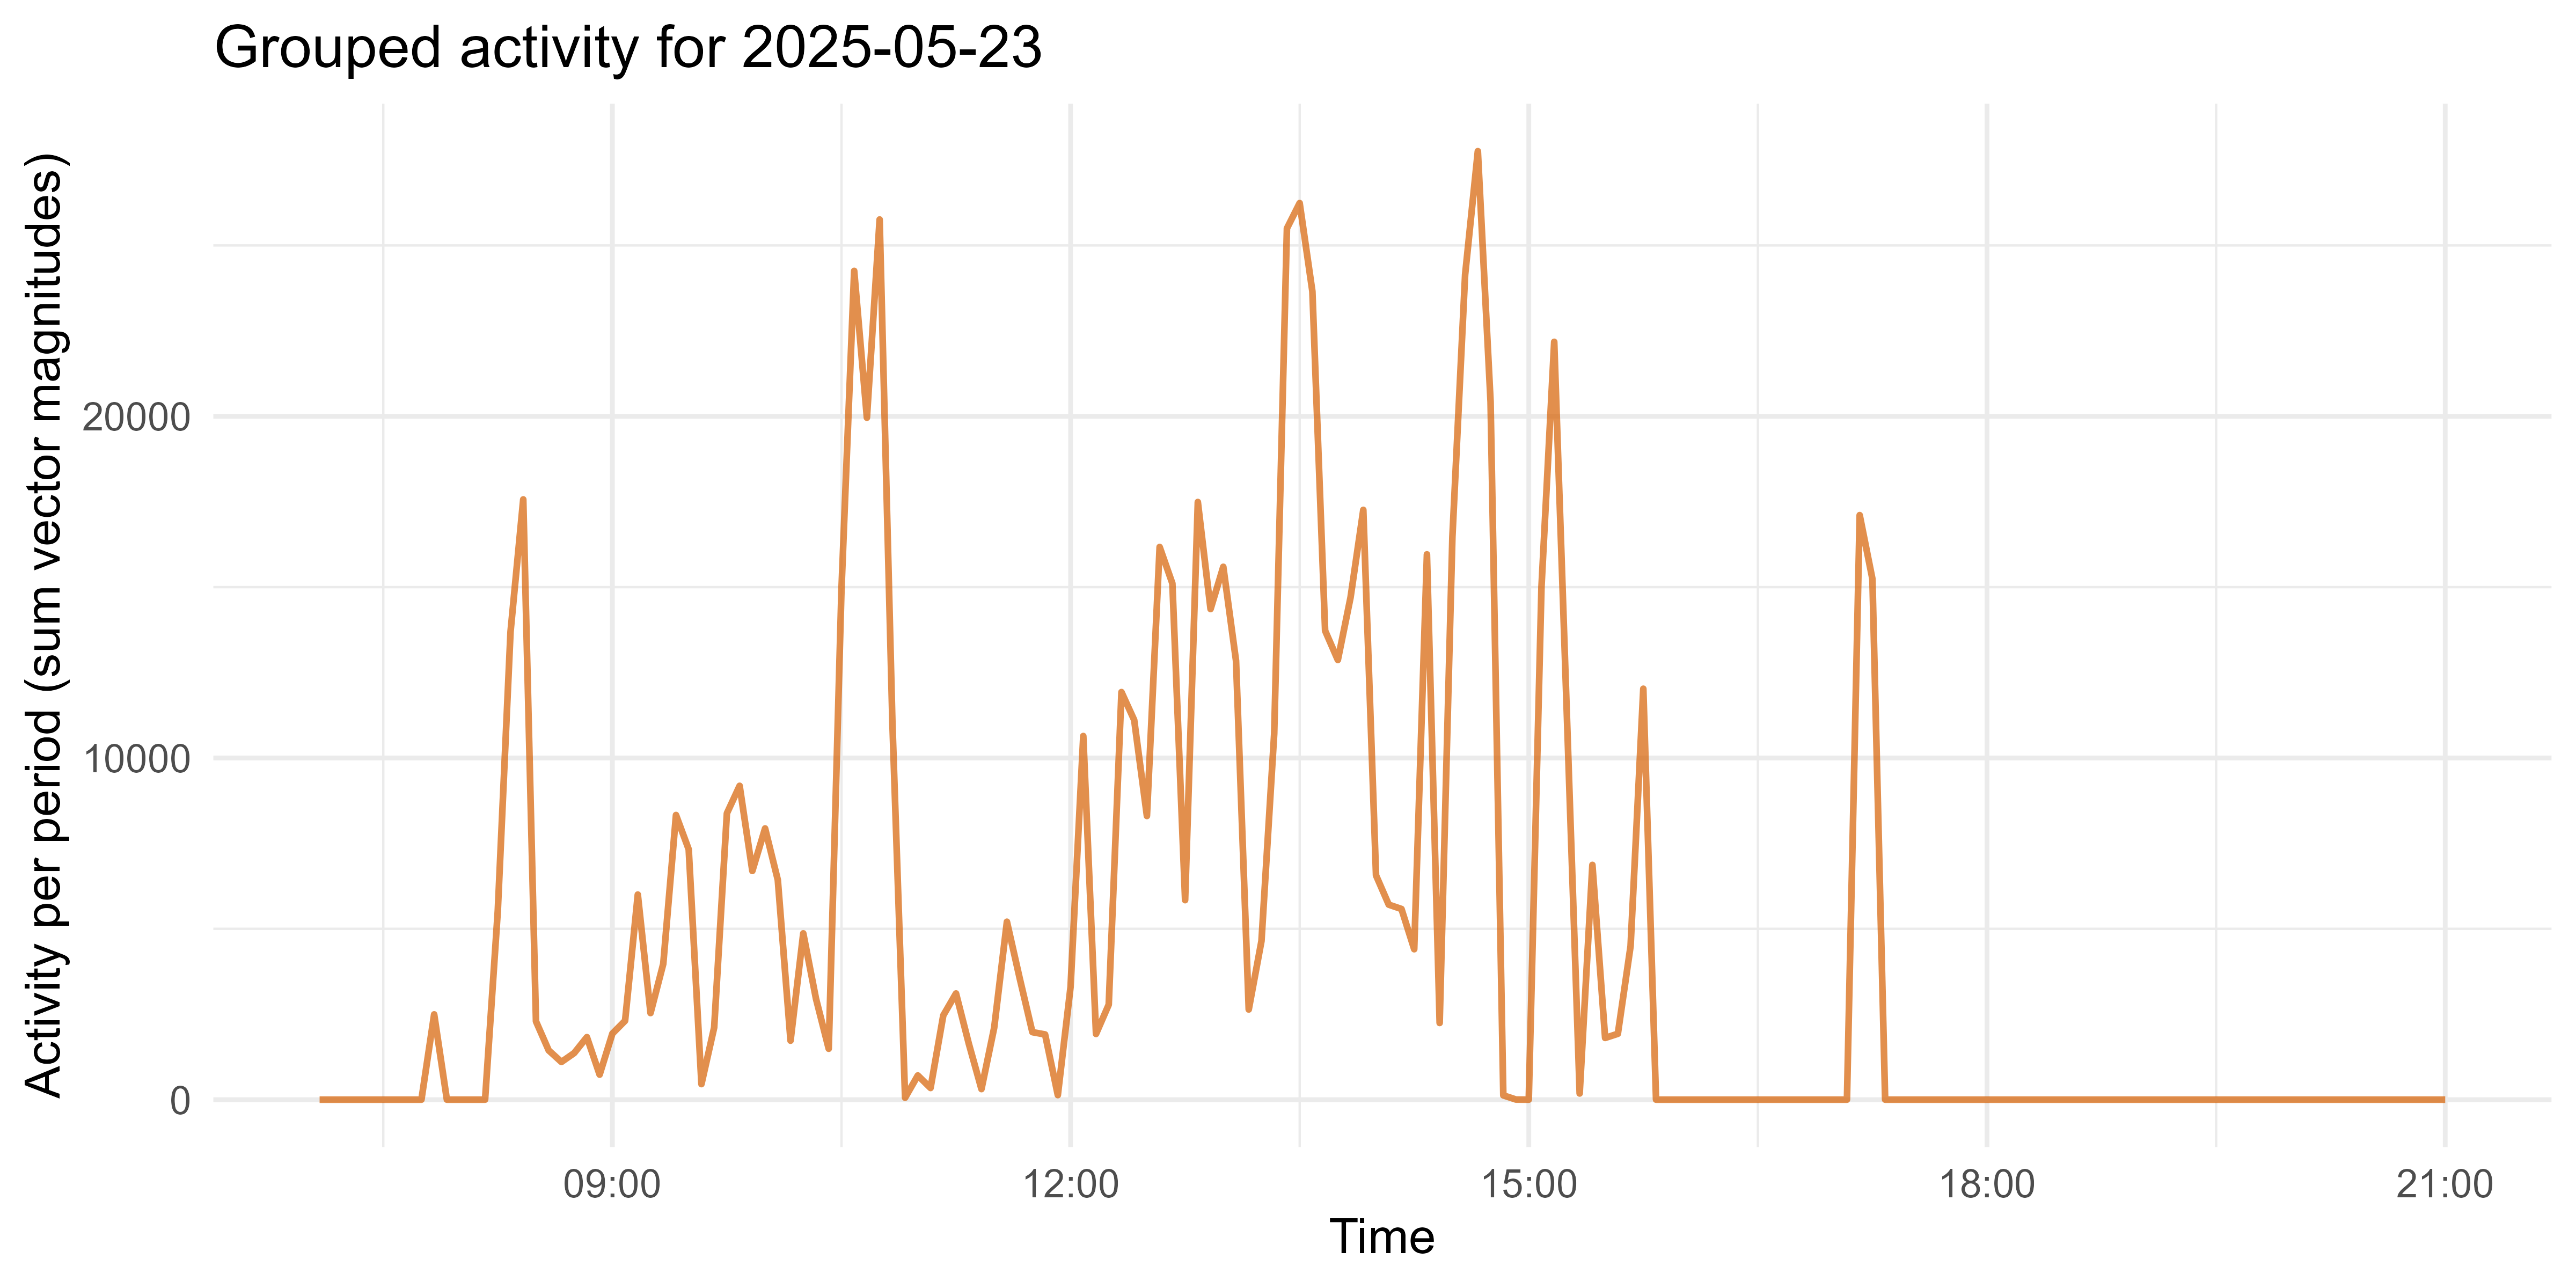 Grouped activity for 2025-05-23
Activity per period (sum vector magnitudes)
20000
10000
0
09:00 12:00 15:00 18:00 21:00
Time